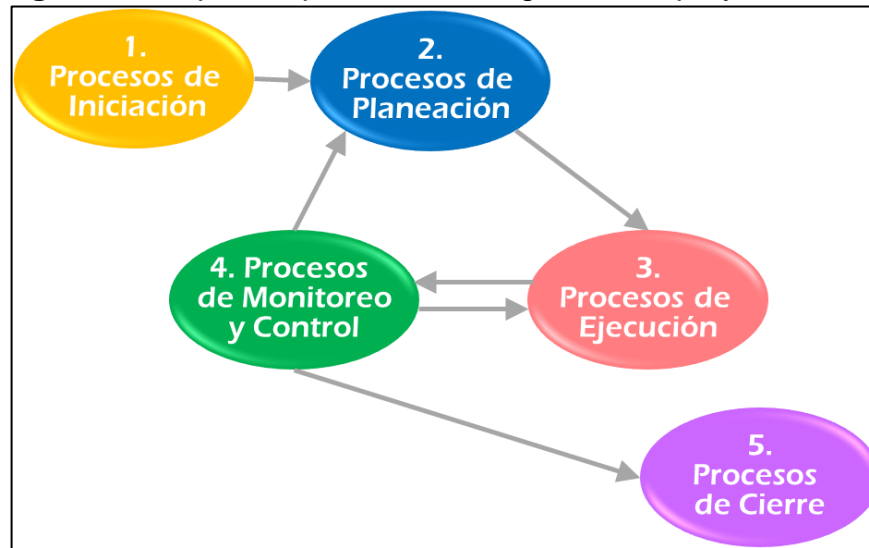 1.
Procesos de
Iniciación
2.
Procesos de
Planeación
4. Procesos
de Monitoreo
y Control
3.
Procesos de
Ejecución
5.
Procesos
de Cierre